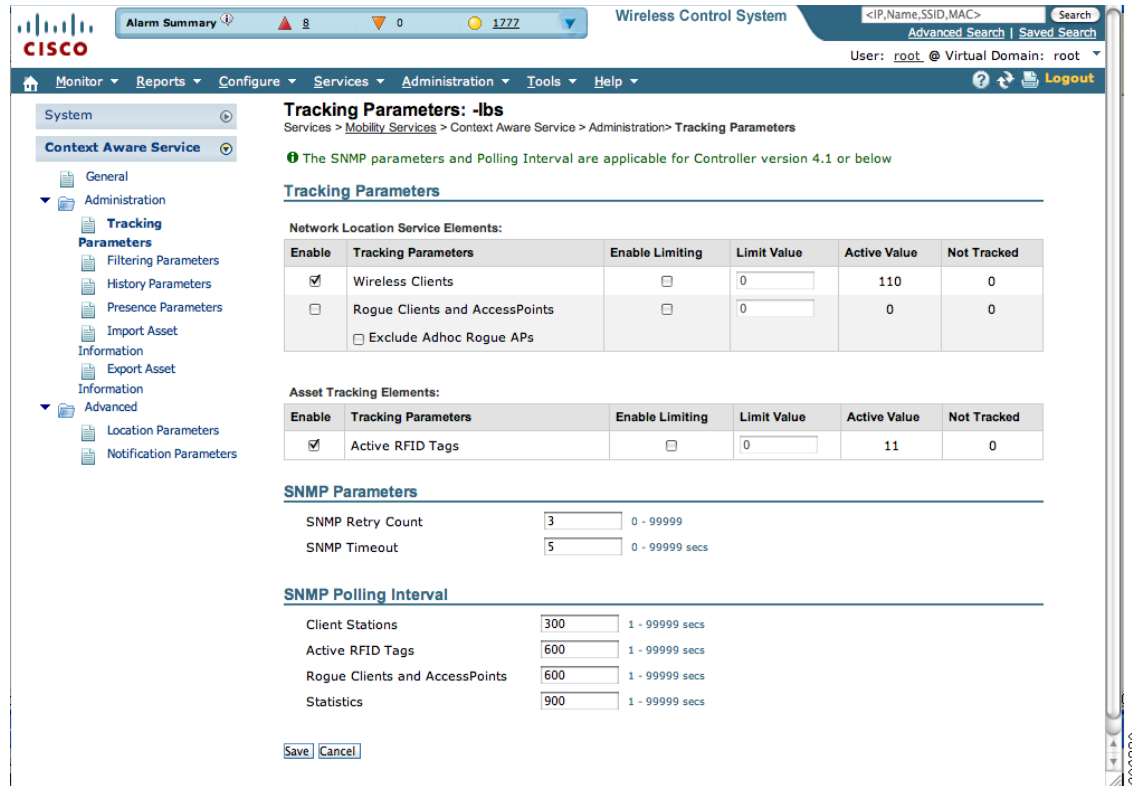 Alarm Summary 8 0 1777
Wireless Control System
<IP,Name,SSID,MAC> Search
Advanced Search | Saved Search
CISCO
User: root @ Virtual Domain: root
Monitor Reports Configure Services Administration Tools Help Logout
System
Context Aware Service
General
Administration
Tracking
Parameters
Filtering Parameters
History Parameters
Presence Parameters
Import Asset
Information
Export Asset
Information
Advanced
Location Parameters
Notification Parameters
Tracking Parameters: -lbs
Services > Mobility Services > Context Aware Service > Administration> Tracking Parameters
The SNMP parameters and Polling Interval are applicable for Controller version 4.1 or below
Tracking Parameters
Network Location Service Elements:
Enable Tracking Parameters Enable Limiting Limit Value Active Value Not Tracked
Wireless Clients 0 110 0
Rogue Clients and AccessPoints 0 0 0
Exclude Adhoc Rogue APs
Asset Tracking Elements:
Enable Tracking Parameters Enable Limiting Limit Value Active Value Not Tracked
Active RFID Tags 0 11 0
SNMP Parameters
SNMP Retry Count 3 0 - 99999
SNMP Timeout 5 0 - 99999 secs
SNMP Polling Interval
Client Stations 300 1 - 99999 secs
Active RFID Tags 600 1 - 99999 secs
Rogue Clients and AccessPoints 600 1 - 99999 secs
Statistics 900 1 - 99999 secs
Save Cancel